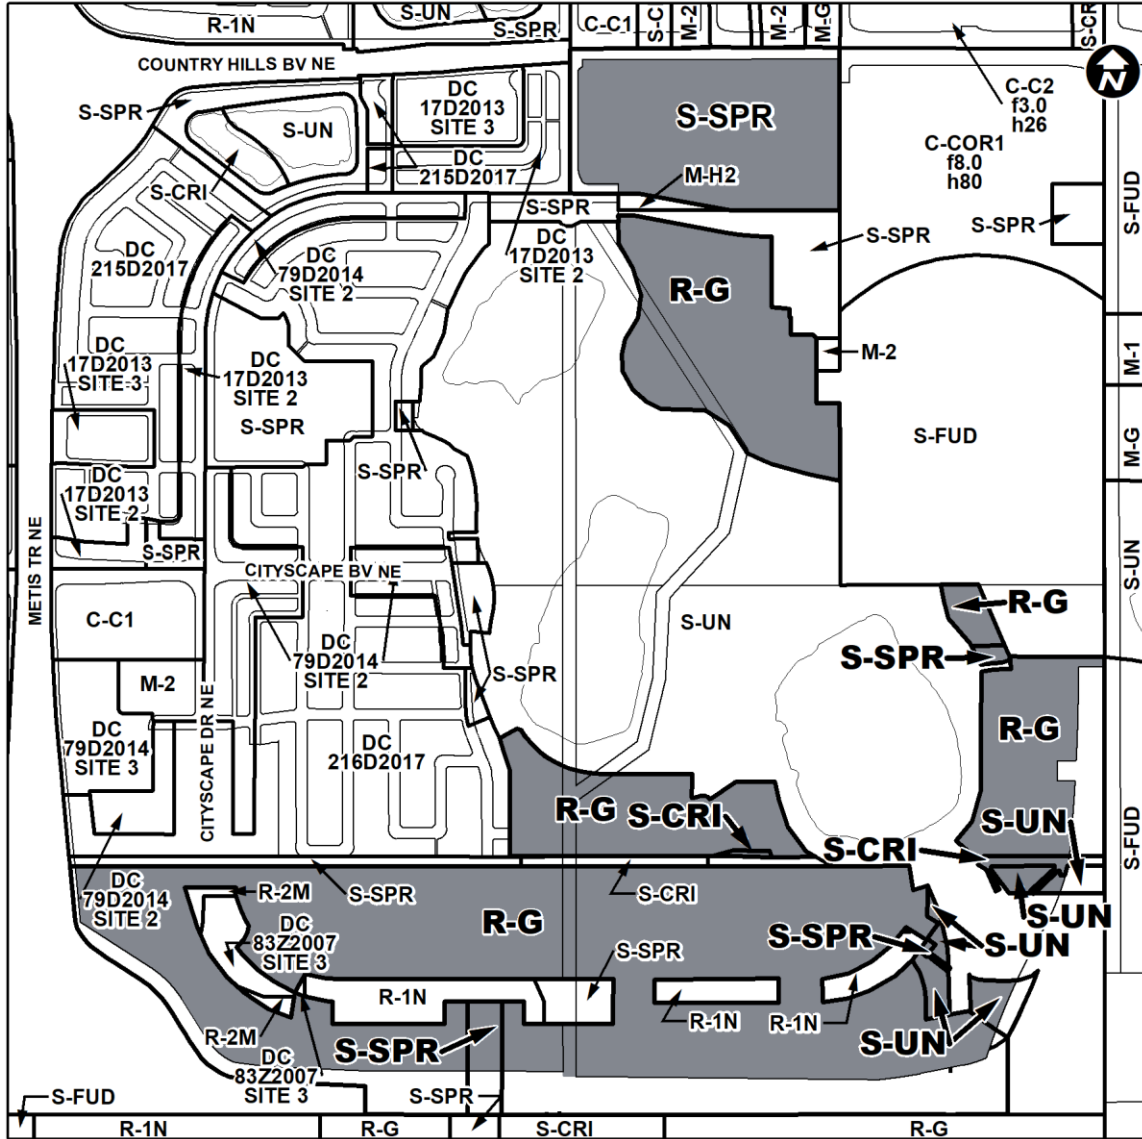 R-1N
S-UN
S-SPR
C-C1
S-C
M-2
M-2
M-G
S-CRI
N
COUNTRY HILLS BV NE
S-SPR
S-UN
S-CRI
DC
17D2013
SITE 3
DC
215D2017
S-SPR
M-H2
C-C2
f3.0
h26
C-COR1
f8.0
h80
S-SPR
S-FUD
S-SPR
S-SPR
DC
17D2013
SITE 2
DC
215D2017
DC
79D2014
SITE 2
R-G
M-2
M-1
DC
17D2013
SITE 3
DC
17D2013
SITE 2
S-SPR
S-SPR
S-FUD
M-G
DC
17D2013
SITE 2
S-SPR
METIS TR NE
CITYSCAPE BV NE
S-UN
S-UN
R-G
S-SPR
C-C1
DC
79D2014
SITE 2
S-SPR
M-2
CITYSCAPE DR NE
DC
79D2014
SITE 3
DC
216D2017
R-G
R-G
S-CRI
S-UN
S-CRI
S-FUD
DC
79D2014
SITE 2
R-2M
S-SPR
S-CRI
R-G
DC
83Z2007
SITE 3
S-SPR
S-SPR
S-UN
S-UN
R-1N
R-1N
R-1N
R-2M
S-SPR
S-UN
DC
83Z2007
SITE 3
S-FUD
S-SPR
R-1N
R-G
S-CRI
R-G